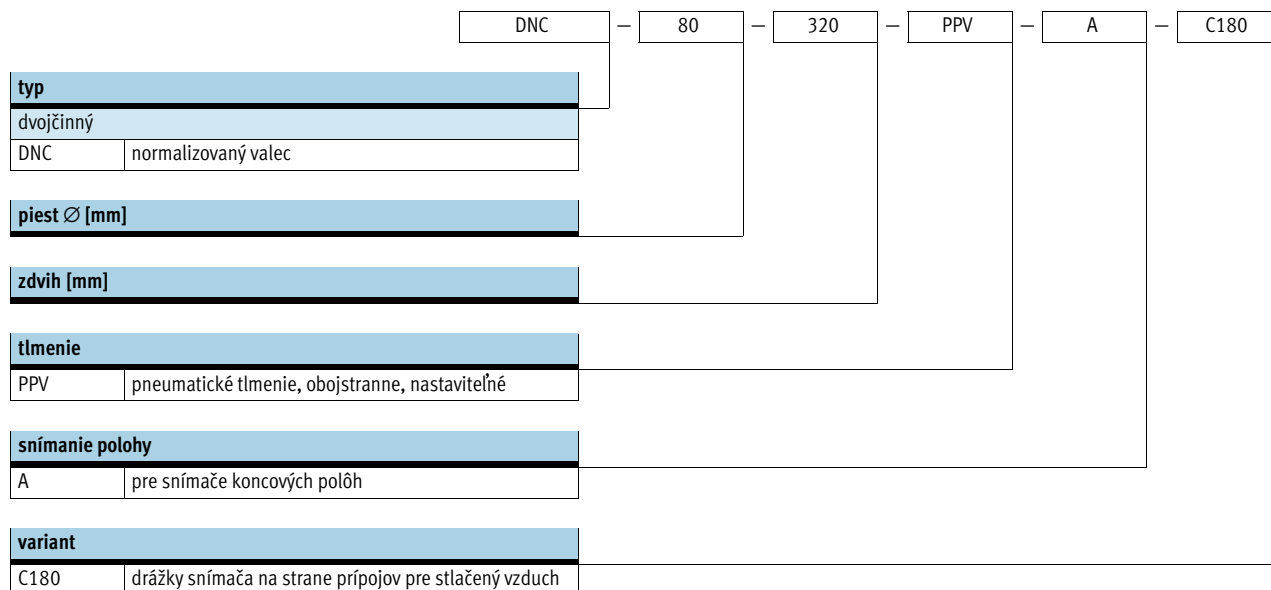 DNC – 80 – 320 – PPV – A – C180
typ
dvojčinný
DNC normalizovaný valec
piest ∅ [mm]
zdvih [mm]
tlmenie
PPV pneumatické tlmenie, obojstranne, nastaviteľné
snímanie polohy
A pre snímače koncových polôh
variant
C180 drážky snímača na strane prípojov pre stlačený vzduch